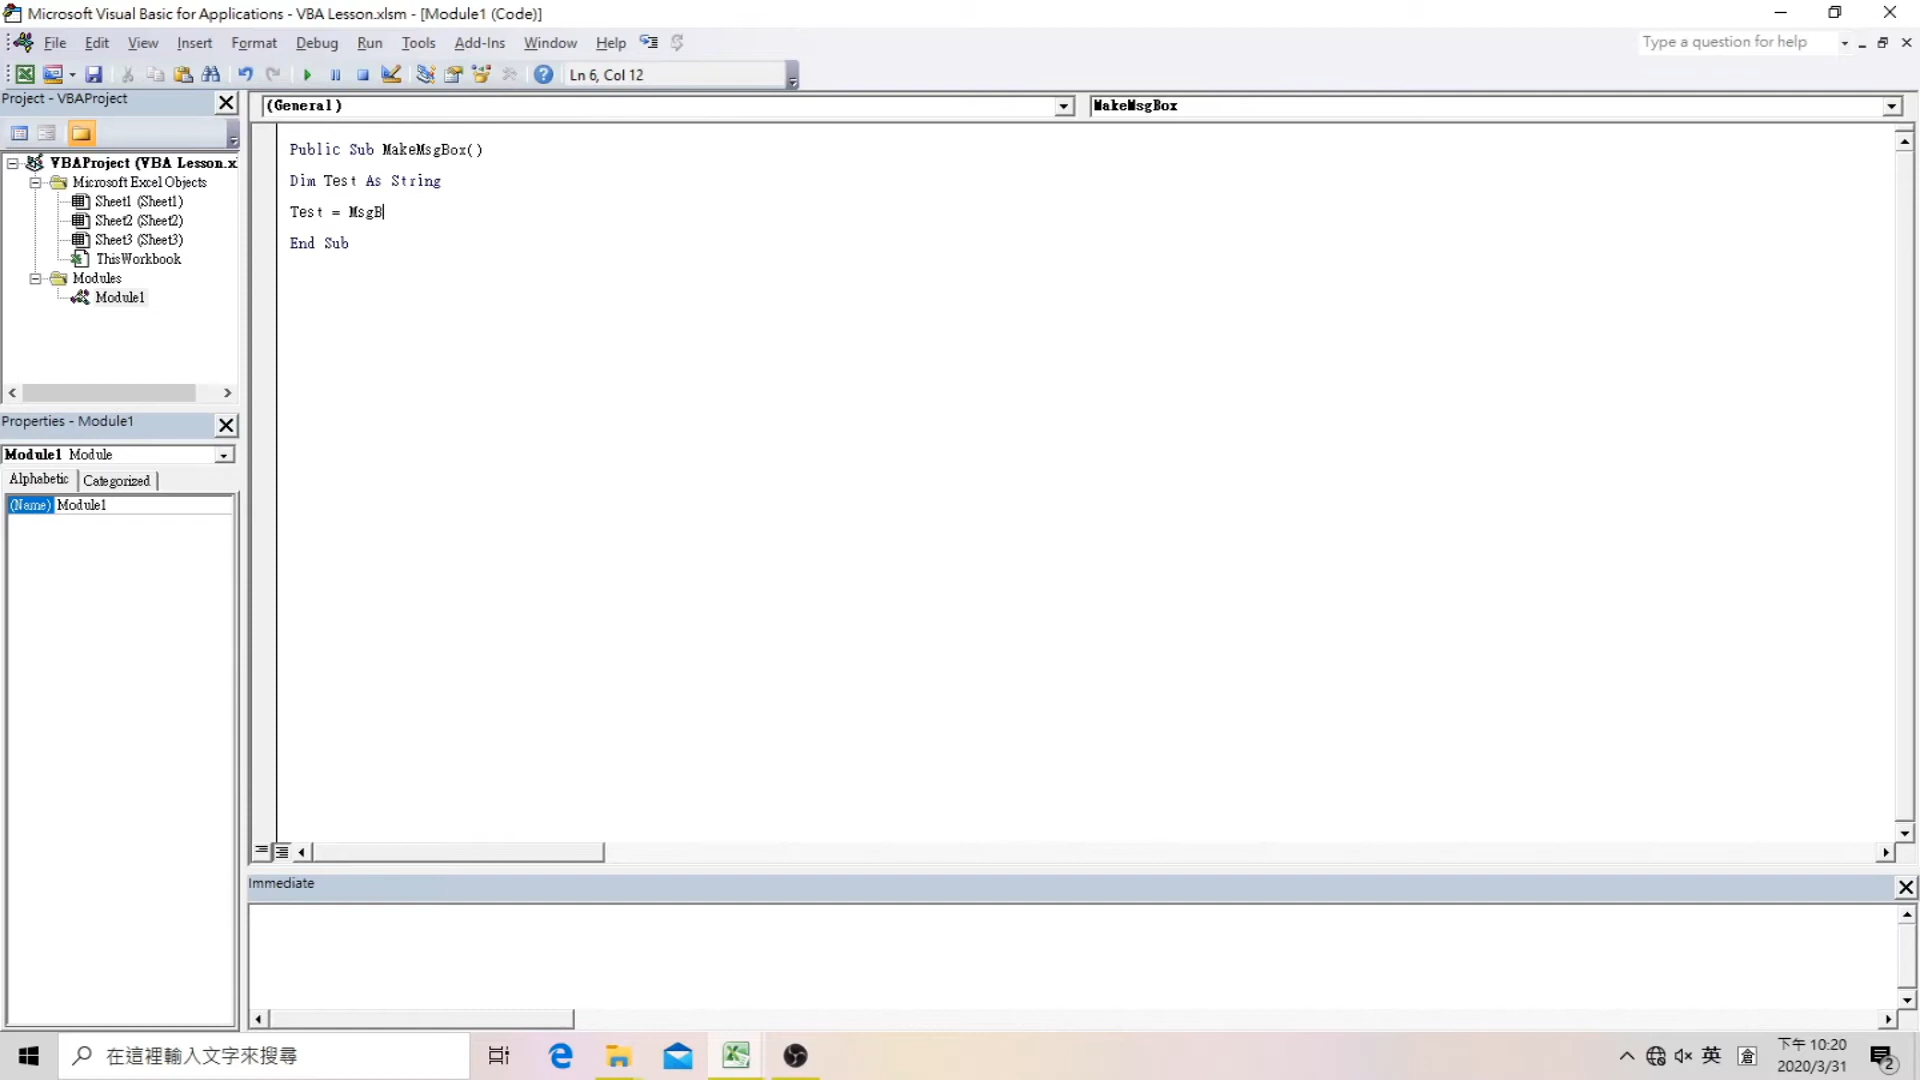 Microsoft Visual Basic for Applications - VBA Lesson.xlsm - [Module1 (Code)]
File Edit View Insert Format Debug Run Tools Add-Ins Window Help
Type a question for help
Ln 6, Col 12
Project - VBAProject
(General)
MakeMsgBox
VBAProject (VBA Lesson.x
Microsoft Excel Objects
Sheet1 (Sheet1)
Sheet2 (Sheet2)
Sheet3 (Sheet3)
ThisWorkbook
Modules
Module1
Public Sub MakeMsgBox()
Dim Test As String
Test = MsgB
End Sub
Properties - Module1
Module1 Module
Alphabetic Categorized
(Name) Module1
Immediate
在這裡輸入文字來搜尋
英
倉
下午 10:20
2020/3/31
2